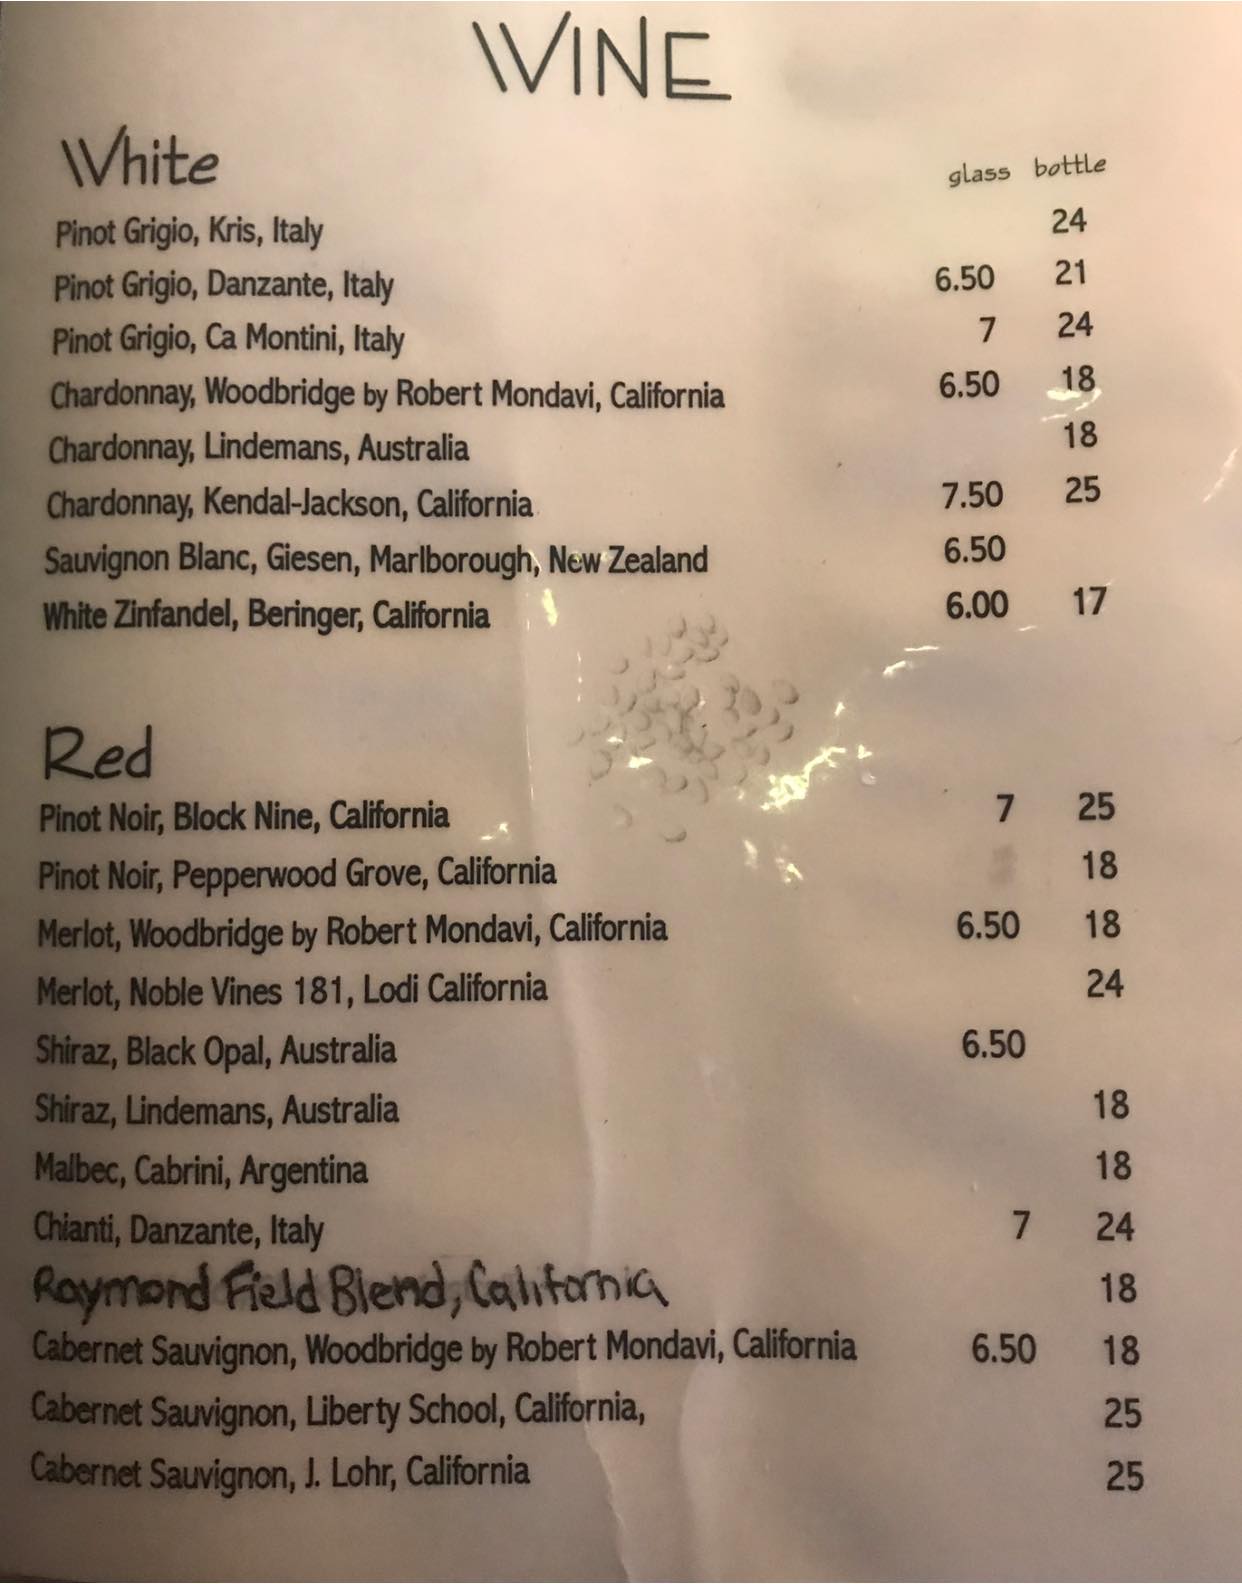 WINE
White glass bottle
Pinot Grigio, Kris, Italy 24
Pinot Grigio, Danzante, Italy 6.50 21
Pinot Grigio, Ca Montini, Italy 7 24
Chardonnay, Woodbridge by Robert Mondavi, California 6.50 18
Chardonnay, Lindemans, Australia 18
Chardonnay, Kendal-Jackson, California 7.50 25
Sauvignon Blanc, Giesen, Marlborough, New Zealand 6.50
White Zinfandel, Beringer, California 6.00 17
Red
Pinot Noir, Block Nine, California 7 25
Pinot Noir, Pepperwood Grove, California 18
Merlot, Woodbridge by Robert Mondavi, California 6.50 18
Merlot, Noble Vines 181, Lodi California 24
Shiraz, Black Opal, Australia 6.50
Shiraz, Lindemans, Australia 18
Malbec, Cabrini, Argentina 18
Chianti, Danzante, Italy 7 24
Raymond Field Blend, California 18
Cabernet Sauvignon, Woodbridge by Robert Mondavi, California 6.50 18
Cabernet Sauvignon, Liberty School, California, 25
Cabernet Sauvignon, J. Lohr, California 25